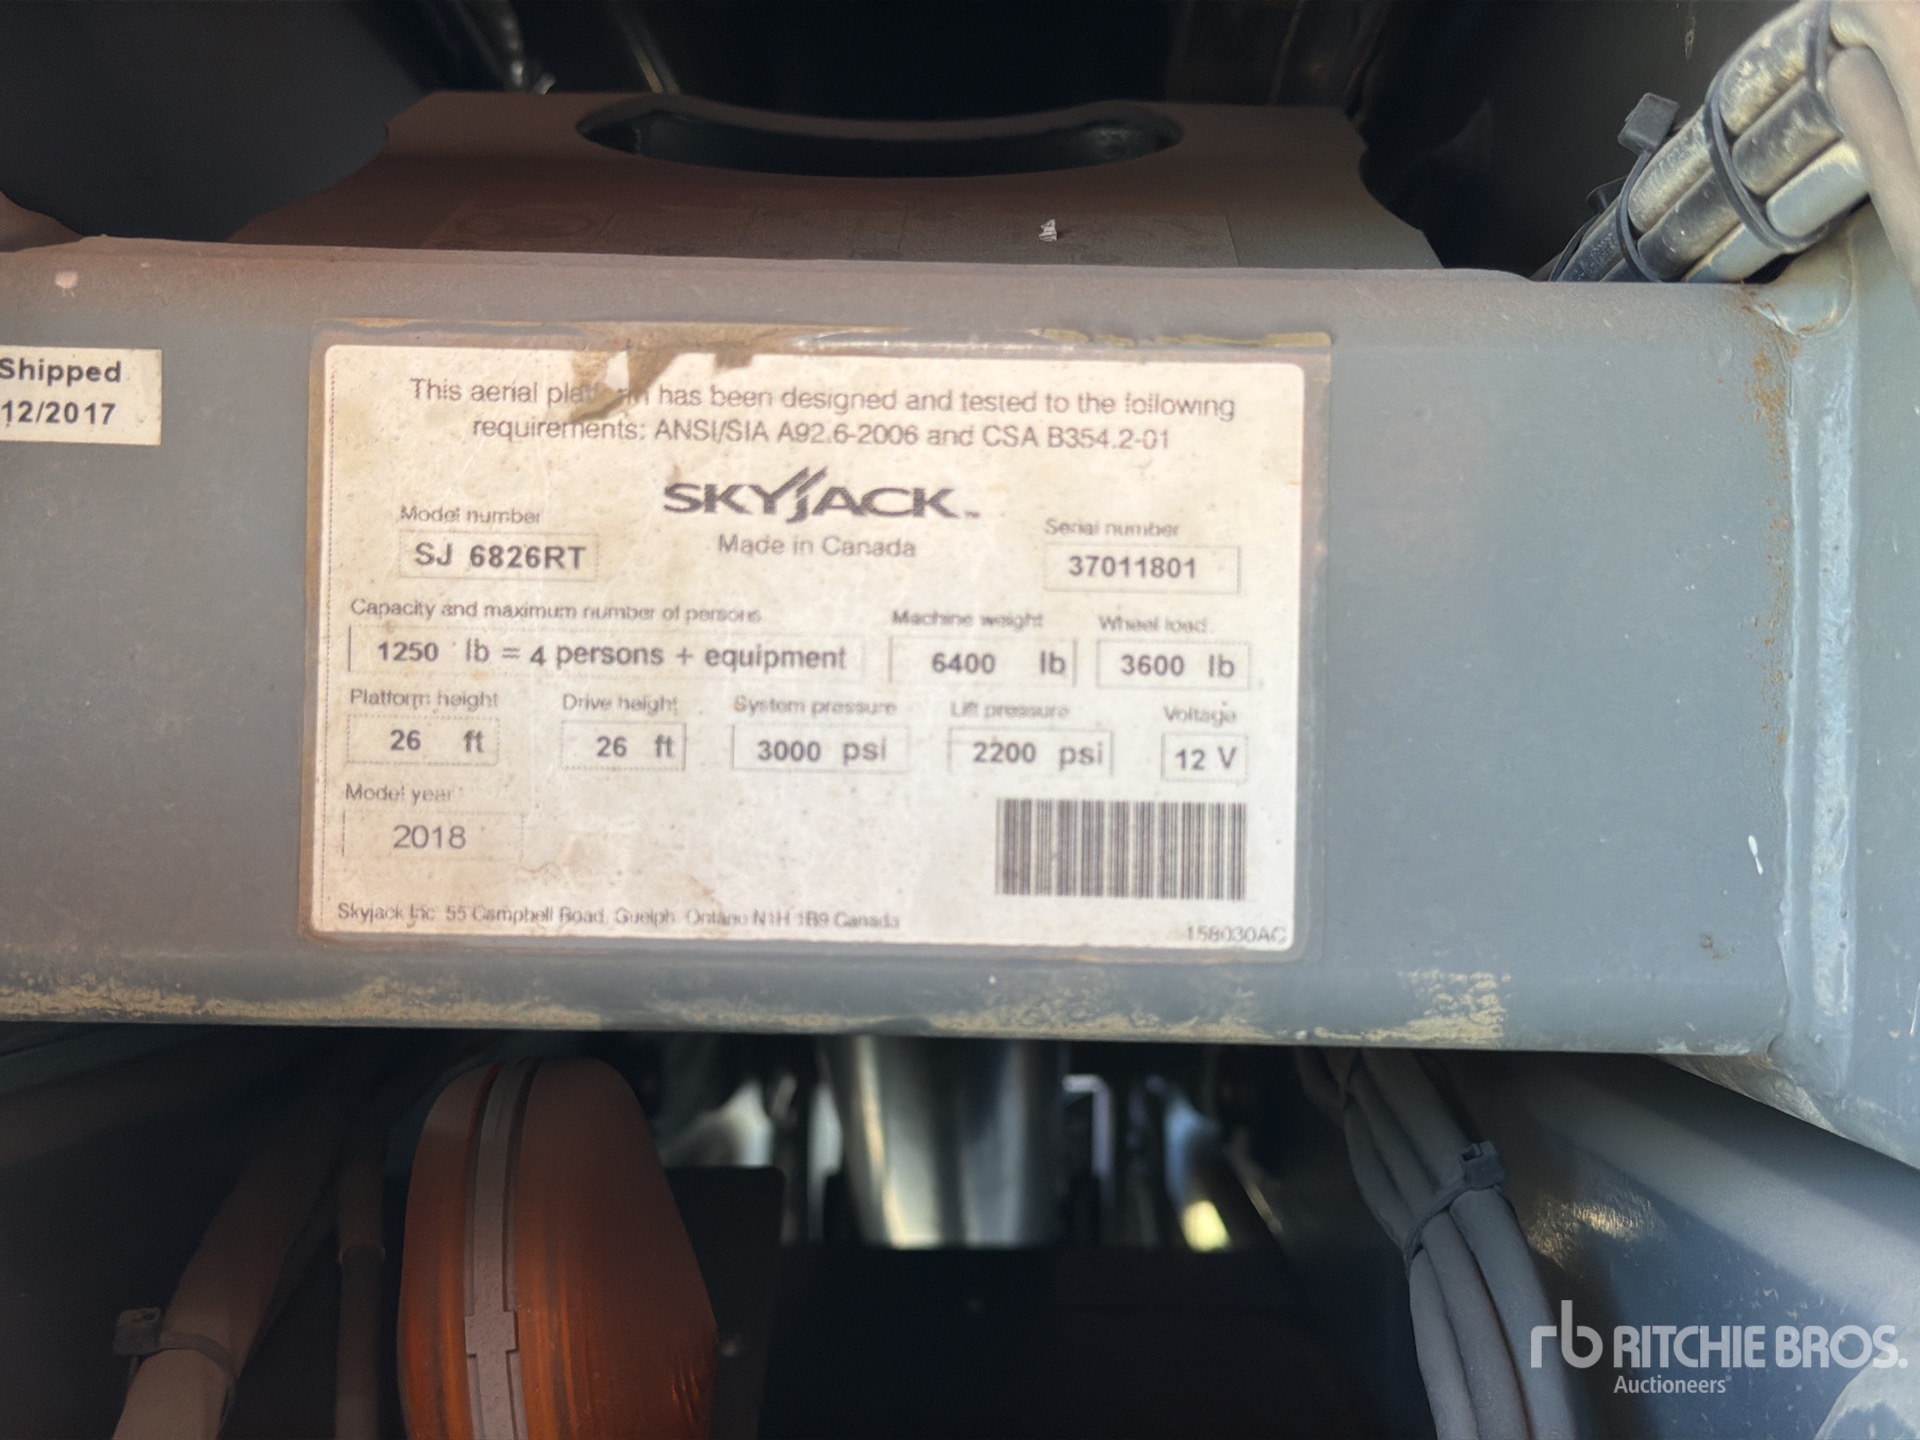 Shipped
12/2017
This aerial platform has been designed and tested to the following
requirements: ANSI/SIA A92.6-2006 and CSA B354.2-01
SKYJACK™
Made in Canada
Model number
SJ 6826RT
Serial number
37011801
Capacity and maximum number of persons
1250 lb = 4 persons + equipment
Machine weight
6400 lb
Wheel load
3600 lb
Platform height
26 ft
Drive height
26 ft
System pressure
3000 psi
Lift pressure
2200 psi
Voltage
12 V
Model year
2018
Skyjack Inc. 55 Campbell Road, Guelph, Ontario N1H 1B9 Canada
158030AC
rb RITCHIE BROS.
Auctioneers